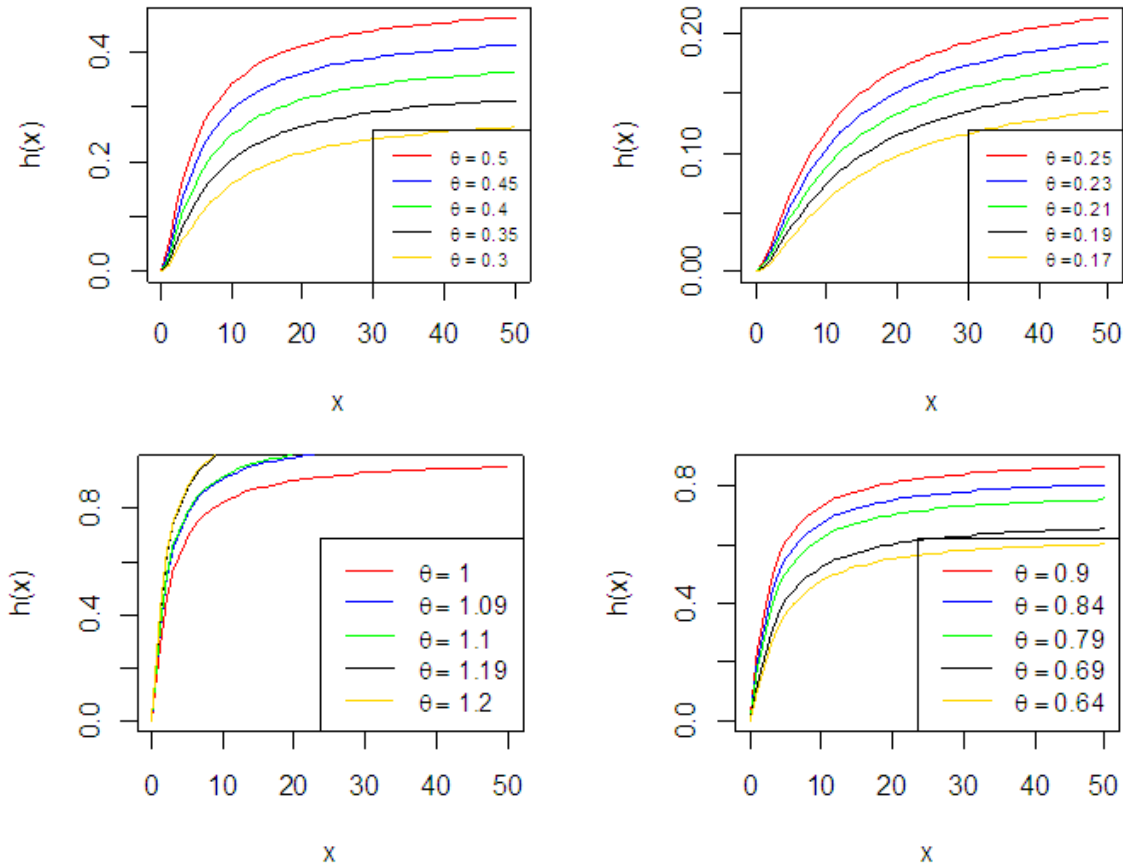 h(x)
0.4
0.2
0.0
θ = 0.5
θ = 0.45
θ = 0.4
θ = 0.35
θ = 0.3
0 10 20 30 40 50
x
h(x)
0.20
0.10
0.00
θ =0.25
θ =0.23
θ =0.21
θ =0.19
θ =0.17
0 10 20 30 40 50
x
h(x)
0.8
0.4
0.0
θ = 1
θ = 1.09
θ = 1.1
θ = 1.19
θ = 1.2
0 10 20 30 40 50
x
h(x)
0.8
0.4
0.0
θ = 0.9
θ = 0.84
θ = 0.79
θ = 0.69
θ = 0.64
0 10 20 30 40 50
x